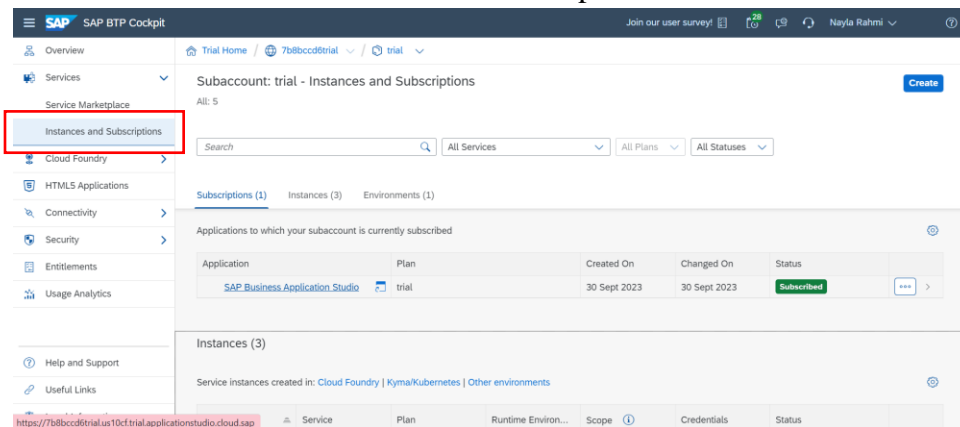 SAP SAP BTP Cockpit
Join our user survey!
28
Nayla Rahmi
Overview
Services
Service Marketplace
Instances and Subscriptions
Cloud Foundry
HTML5 Applications
Connectivity
Security
Entitlements
Usage Analytics
Help and Support
Useful Links
https://7b8bccd6trial.us10cf.trial.applicationstudio.cloud.sap
Trial Home / 7b8bccd6trial / trial
Subaccount: trial - Instances and Subscriptions
Create
All: 5
Search All Services All Plans All Statuses
Subscriptions (1) Instances (3) Environments (1)
Applications to which your subaccount is currently subscribed
Application Plan Created On Changed On Status
SAP Business Application Studio trial 30 Sept 2023 30 Sept 2023 Subscribed
Instances (3)
Service instances created in: Cloud Foundry | Kyma/Kubernetes | Other environments
Service Plan Runtime Environ... Scope Credentials Status